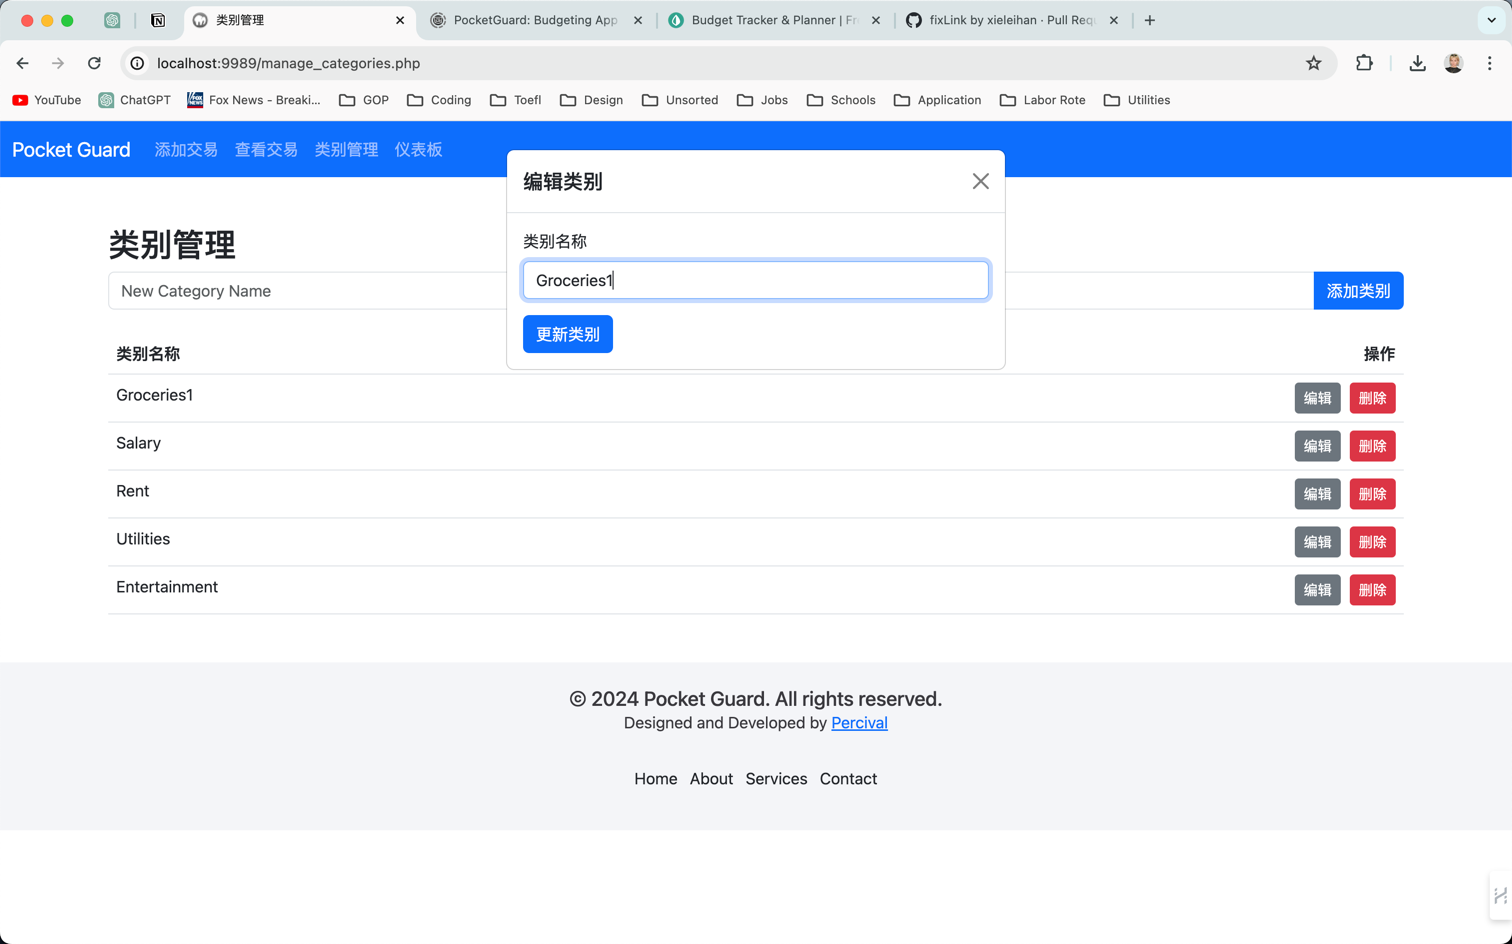 类别管理
PocketGuard: Budgeting App
Budget Tracker & Planner | Fr
fixLink by xieleihan · Pull Requ
localhost:9989/manage_categories.php
YouTube
ChatGPT
Fox News - Breaki...
GOP
Coding
Toefl
Design
Unsorted
Jobs
Schools
Application
Labor Rote
Utilities
Pocket Guard 添加交易 查看交易 类别管理 仪表板
编辑类别
类别名称
Groceries1
更新类别
类别管理
New Category Name
添加类别
类别名称 操作
Groceries1 编辑 删除
Salary 编辑 删除
Rent 编辑 删除
Utilities 编辑 删除
Entertainment 编辑 删除
© 2024 Pocket Guard. All rights reserved.
Designed and Developed by Percival
Home About Services Contact